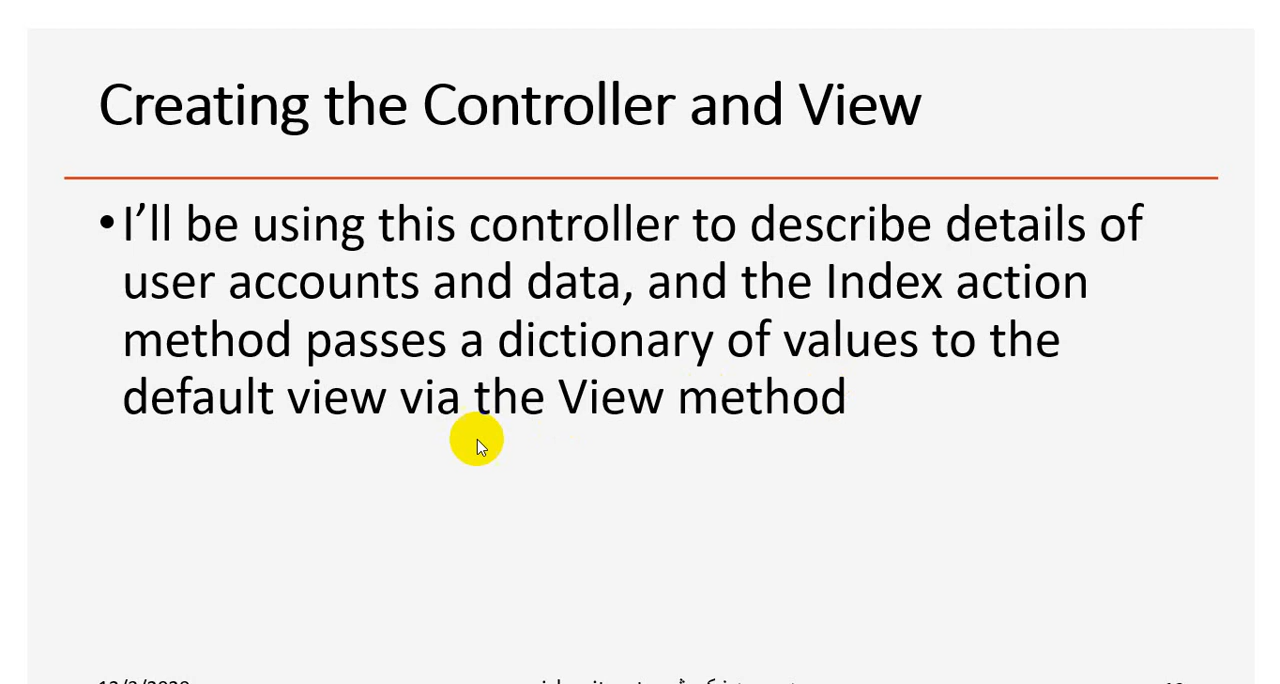 Creating the Controller and View
•I’ll be using this controller to describe details of
user accounts and data, and the Index action
method passes a dictionary of values to the
default view via the View method